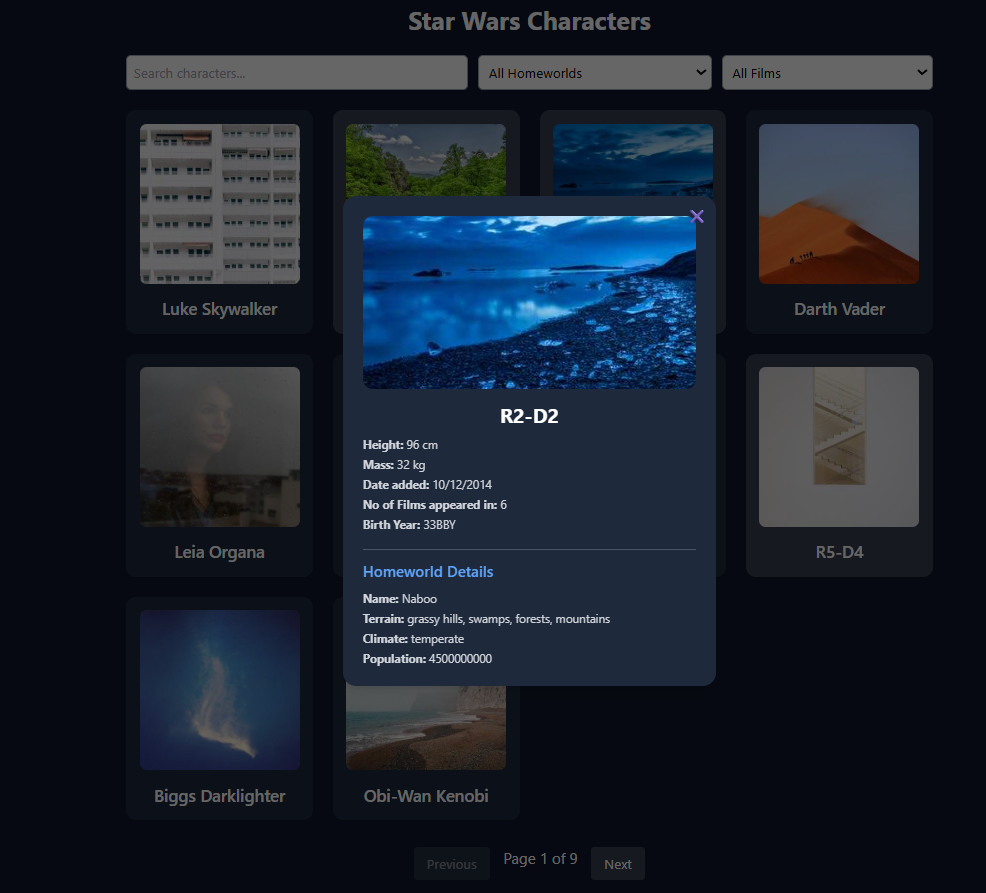 Star Wars Characters
Search characters...
All Homeworlds
All Films
Luke Skywalker
Darth Vader
R2-D2
Height: 96 cm
Mass: 32 kg
Date added: 10/12/2014
No of Films appeared in: 6
Birth Year: 33BBY
Homeworld Details
Name: Naboo
Terrain: grassy hills, swamps, forests, mountains
Climate: temperate
Population: 4500000000
Leia Organa
R5-D4
Biggs Darklighter
Obi-Wan Kenobi
Previous
Page 1 of 9
Next